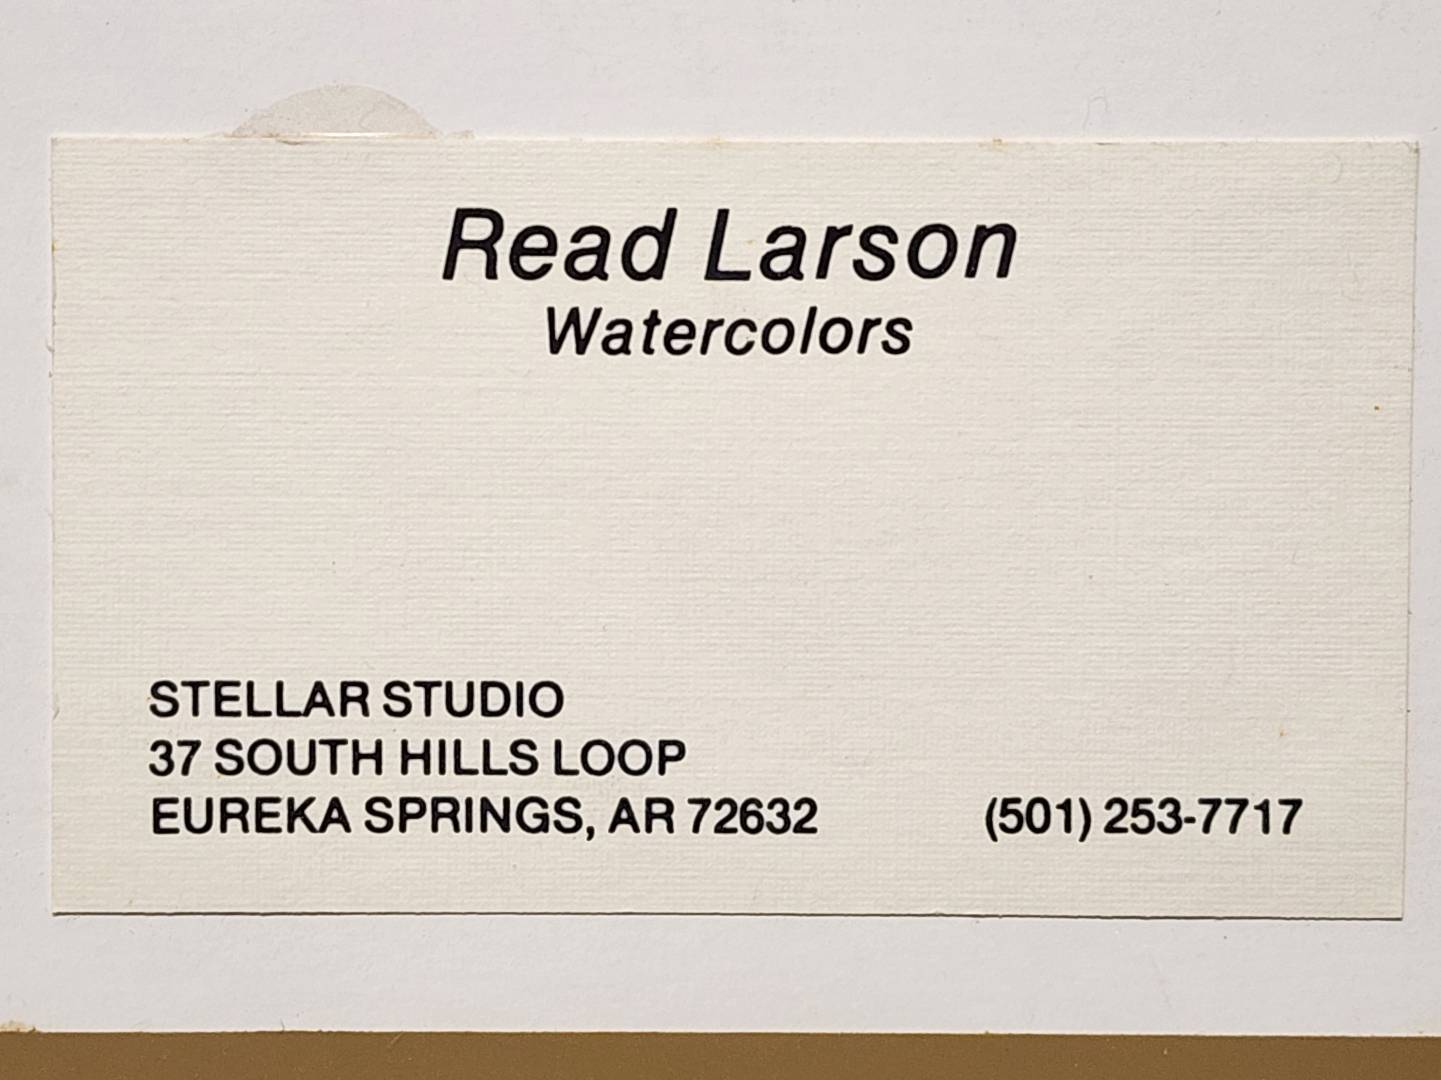 Read Larson
Watercolors
STELLAR STUDIO
37 SOUTH HILLS LOOP
EUREKA SPRINGS, AR 72632
(501) 253-7717